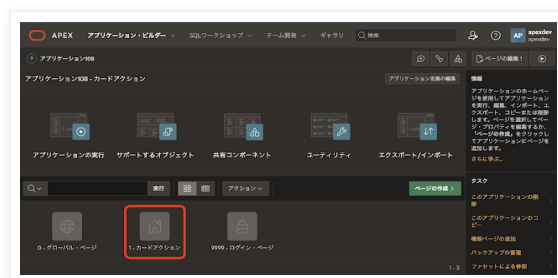 APEX アプリケーション・ビルダー SQLワークショップ チーム開発 ギャラリ 検索 AP apexdev apexdev
アプリケーション108 ページの編集1
アプリケーション108 - カードアクション アプリケーション定義の編集
アプリケーションの実行 サポートするオブジェクト 共有コンポーネント ユーティリティ エクスポート/インポート
実行 アクション ページの作成 >
0 - グローバル・ページ 1 - カードアクション 9999 - ログイン・ページ
1 - 3
情報
アプリケーションのホームペー
ジを使用してアプリケーション
を実行、編集、インポート、エ
クスポート、コピーまたは削除
します。ページを選択してペー
ジ・プロパティを編集するか、
「ページの作成」をクリックし
てアプリケーションにページを
追加します。
さらに学ぶ...
タスク
このアプリケーションの削
除
このアプリケーションのコ
ピー
機能ページの追加
バックアップの管理
ファセットによる参照